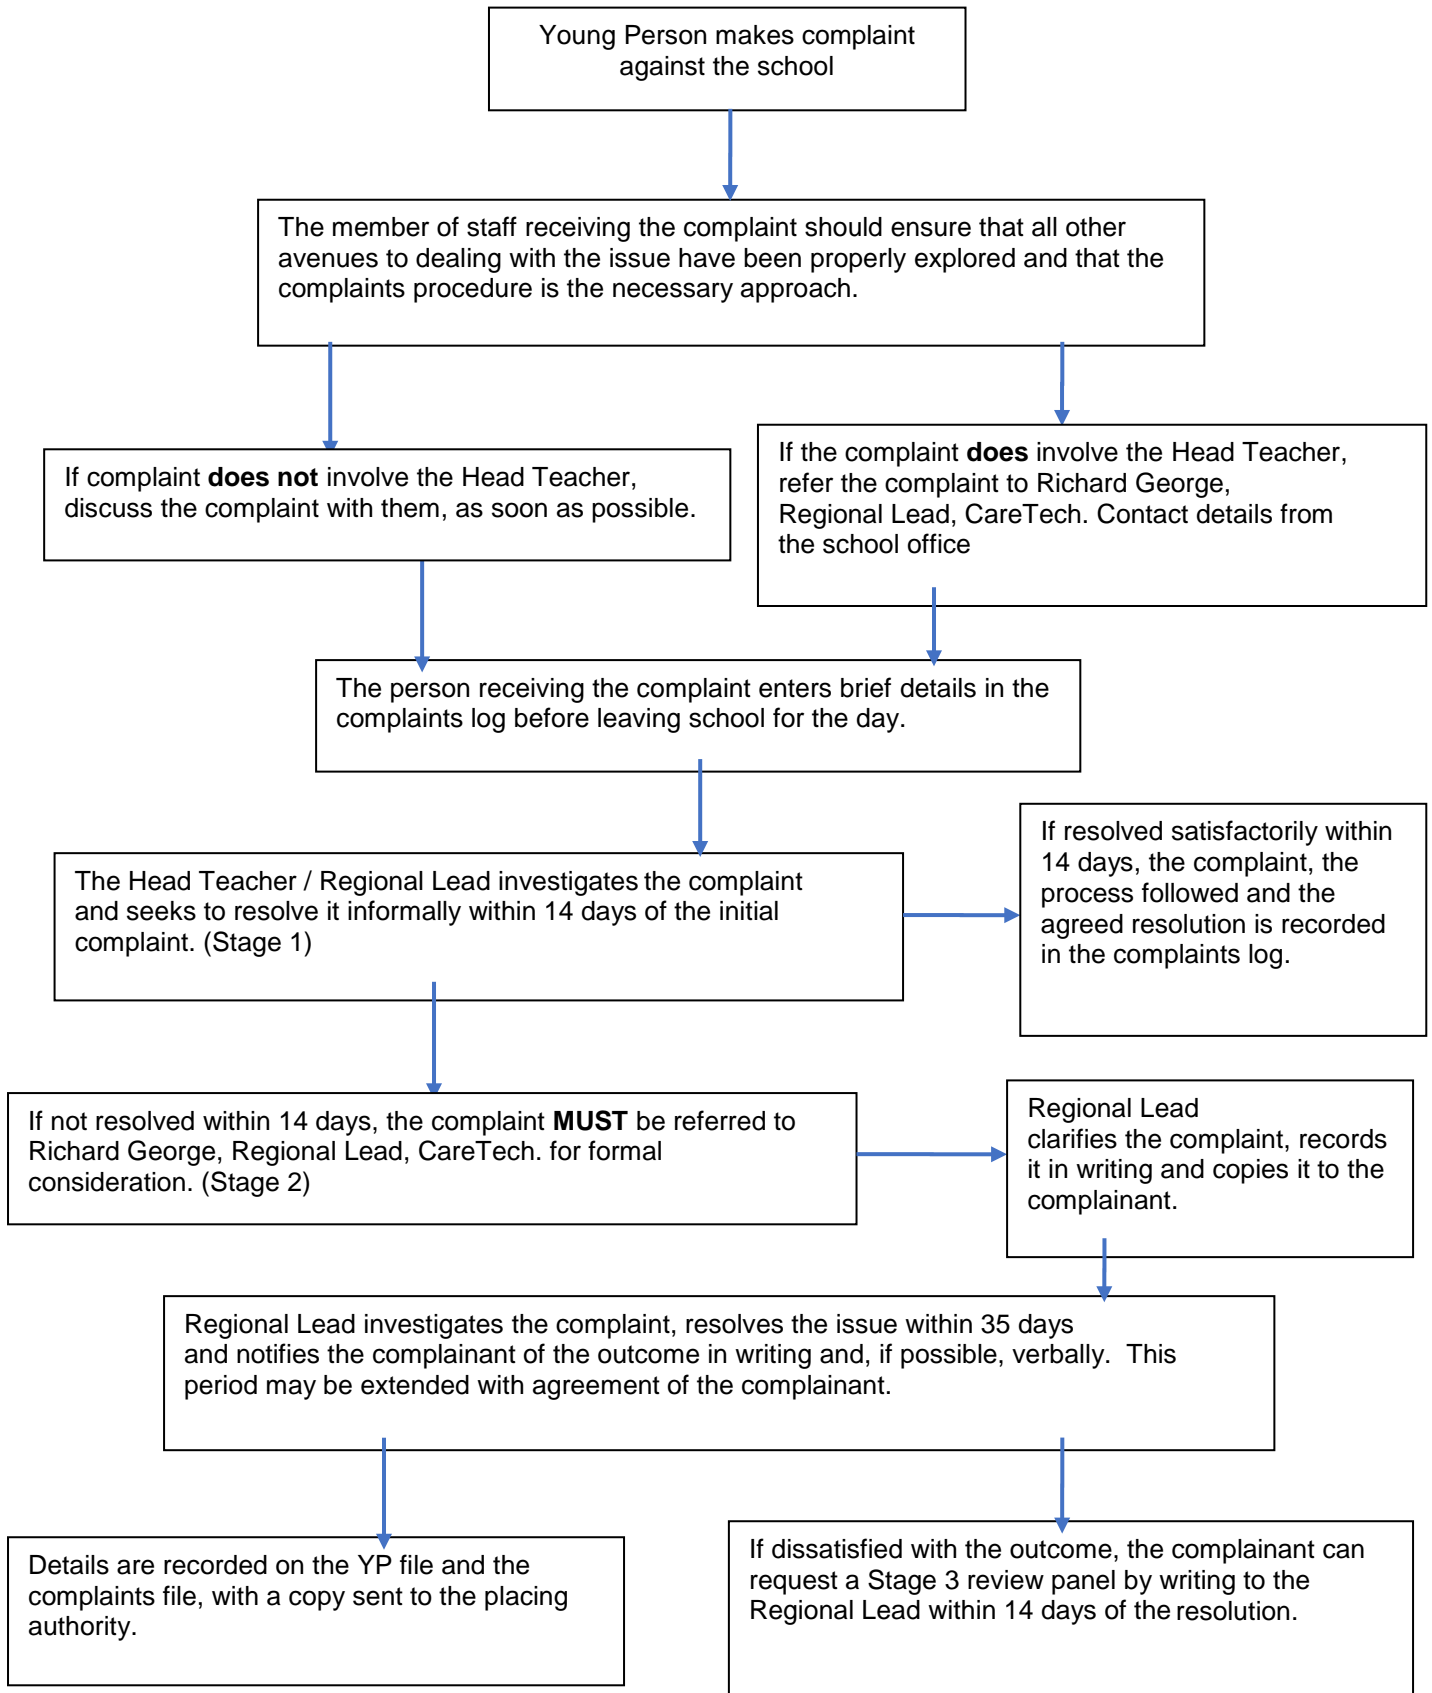 Young Person makes complaint
against the school
The member of staff receiving the complaint should ensure that all other
avenues to dealing with the issue have been properly explored and that the
complaints procedure is the necessary approach.
If complaint does not involve the Head Teacher,
discuss the complaint with them, as soon as possible.
If the complaint does involve the Head Teacher,
refer the complaint to Richard George,
Regional Lead, CareTech. Contact details from
the school office
The person receiving the complaint enters brief details in the
complaints log before leaving school for the day.
The Head Teacher / Regional Lead investigates the complaint
and seeks to resolve it informally within 14 days of the initial
complaint. (Stage 1)
If resolved satisfactorily within
14 days, the complaint, the
process followed and the
agreed resolution is recorded
in the complaints log.
If not resolved within 14 days, the complaint MUST be referred to
Richard George, Regional Lead, CareTech. for formal
consideration. (Stage 2)
Regional Lead
clarifies the complaint, records
it in writing and copies it to the
complainant.
Regional Lead investigates the complaint, resolves the issue within 35 days
and notifies the complainant of the outcome in writing and, if possible, verbally.  This
period may be extended with agreement of the complainant.
Details are recorded on the YP file and the
complaints file, with a copy sent to the placing
authority.
If dissatisfied with the outcome, the complainant can
request a Stage 3 review panel by writing to the
Regional Lead within 14 days of the resolution.